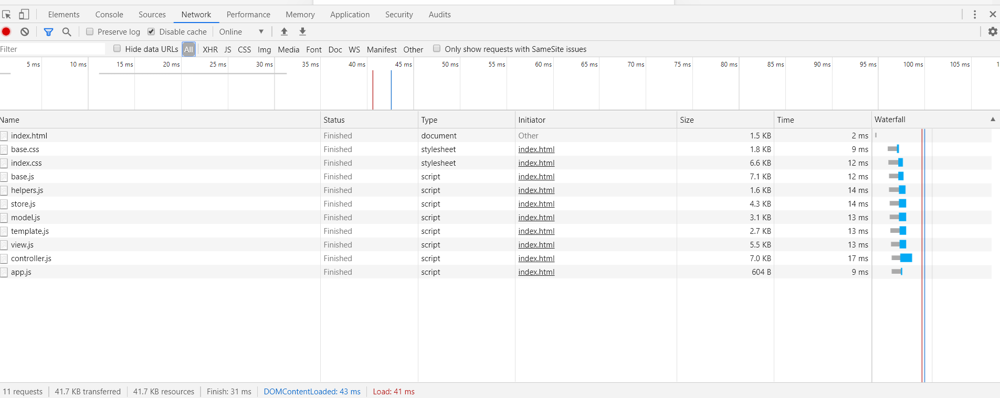 Elements Console Sources Network Performance Memory Application Security Audits
Preserve log Disable cache Online
Filter Hide data URLs All XHR JS CSS Img Media Font Doc WS Manifest Other Only show requests with SameSite issues
5 ms 10 ms 15 ms 20 ms 25 ms 30 ms 35 ms 40 ms 45 ms 50 ms 55 ms 60 ms 65 ms 70 ms 75 ms 80 ms 85 ms 90 ms 95 ms 100 ms 105 ms 1
Name Status Type Initiator Size Time Waterfall
index.html Finished document Other 1.5 KB 2 ms
base.css Finished stylesheet index.html 1.8 KB 9 ms
index.css Finished stylesheet index.html 6.6 KB 12 ms
base.js Finished script index.html 7.1 KB 12 ms
helpers.js Finished script index.html 1.6 KB 14 ms
store.js Finished script index.html 4.3 KB 14 ms
model.js Finished script index.html 3.1 KB 13 ms
template.js Finished script index.html 2.7 KB 13 ms
view.js Finished script index.html 5.5 KB 13 ms
controller.js Finished script index.html 7.0 KB 17 ms
app.js Finished script index.html 604 B 9 ms
11 requests 41.7 KB transferred 41.7 KB resources Finish: 31 ms DOMContentLoaded: 43 ms Load: 41 ms